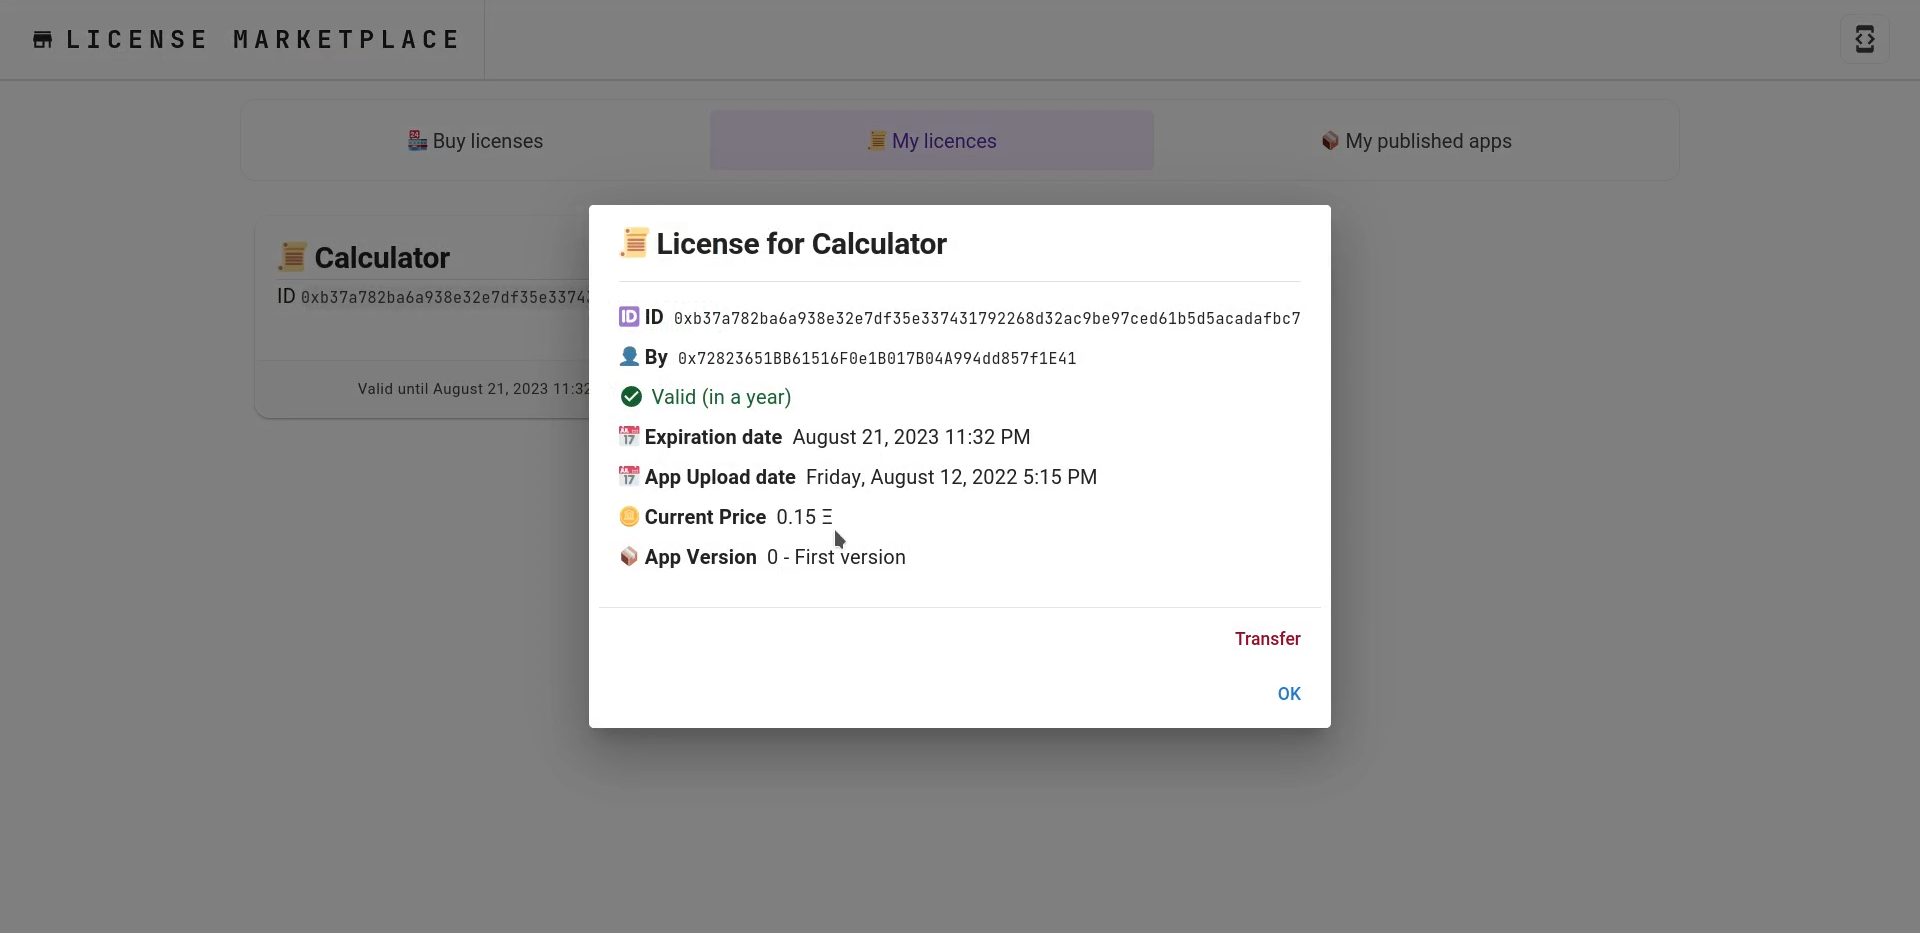 LICENSE MARKETPLACE
Buy licenses
My licences
My published apps
Calculator
ID 0xb37a782ba6a938e32e7df35e33743
Valid until August 21, 2023 11:32
License for Calculator
ID 0xb37a782ba6a938e32e7df35e337431792268d32ac9be97ced61b5d5acadafbc7
By 0x72823651BB61516F0e1B017B04A994dd857f1E41
Valid (in a year)
Expiration date August 21, 2023 11:32 PM
App Upload date Friday, August 12, 2022 5:15 PM
Current Price 0.15 Ξ
App Version 0 - First version
Transfer
OK